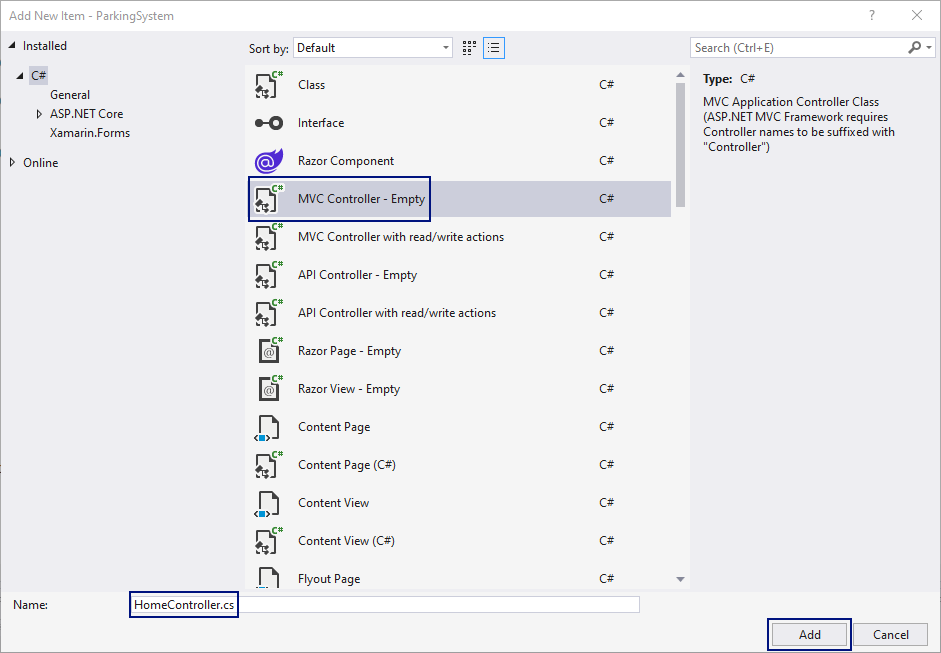 Add New Item - ParkingSystem
?
Installed
C#
General
ASP.NET Core
Xamarin.Forms
Online
Sort by: Default
C# Class C#
Interface C#
@ Razor Component C#
C# MVC Controller - Empty C#
C# MVC Controller with read/write actions C#
C# API Controller - Empty C#
C# API Controller with read/write actions C#
C# @ Razor Page - Empty C#
C# @ Razor View - Empty C#
Content Page C#
C# Content Page (C#) C#
Content View C#
C# Content View (C#) C#
Flyout Page C#
Search (Ctrl+E)
Type: C#
MVC Application Controller Class
(ASP.NET MVC Framework requires
Controller names to be suffixed with
"Controller")
Name: HomeController.cs
Add Cancel